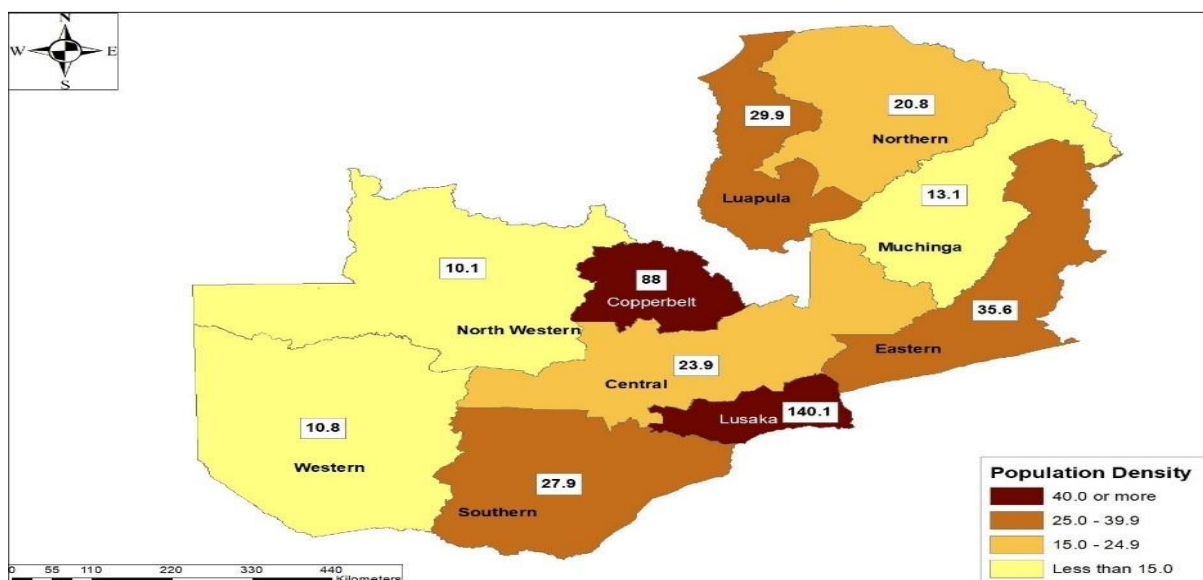 N
W E
S
29.9
20.8
Northern
Luapula
13.1
Muchinga
10.1
88
Copperbelt
North Western
35.6
Eastern
23.9
Central
Lusaka 140.1
10.8
Western
27.9
Southern
Population Density
40.0 or more
25.0 - 39.9
15.0 - 24.9
Less than 15.0
0 55 110 220 330 440
Kilometers